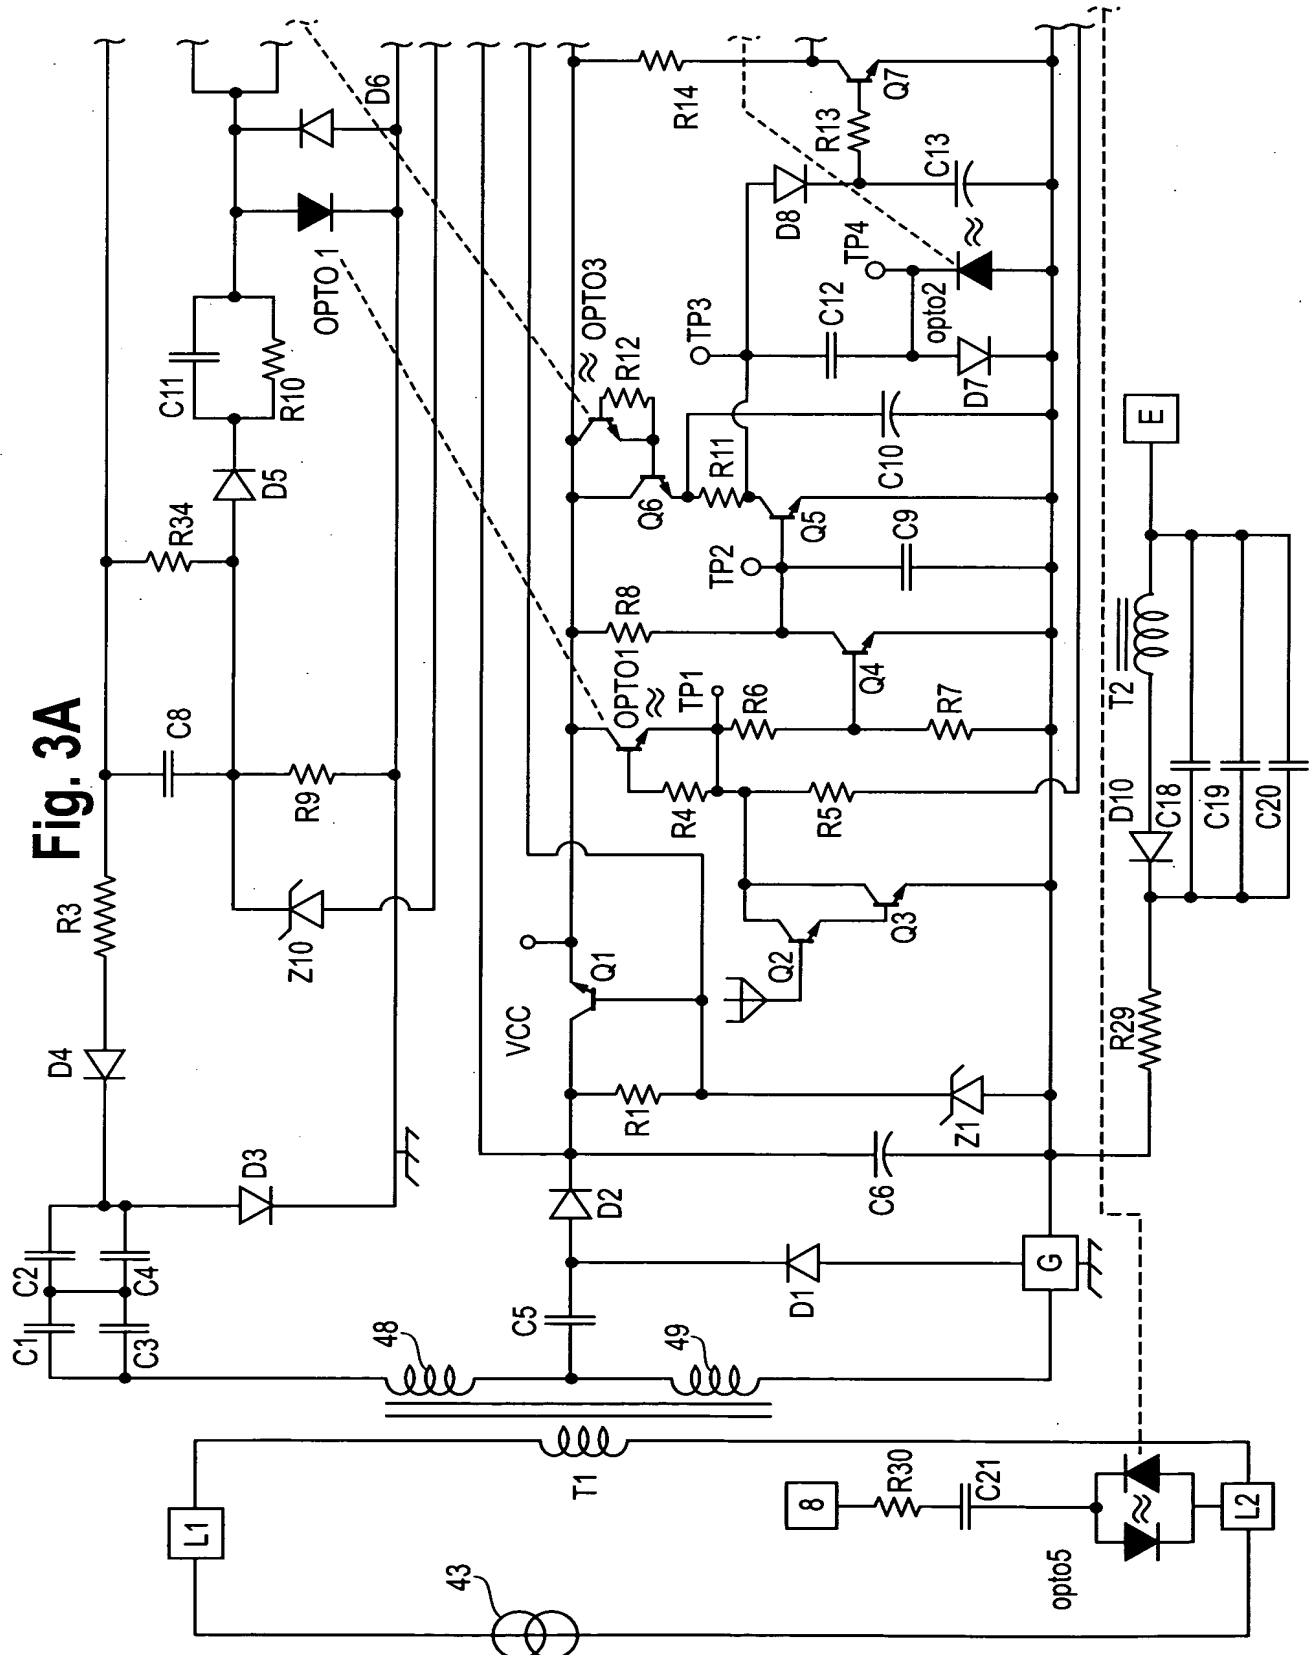 Fig. 3A
C1
C2
C3
C4
D3
D4
R3
C8
R9
Z10
R34
D5
C11
R10
OPTO 1
D6
48
49
T1
L1
43
L2
C5
D1
D2
G
C6
R1
Z1
VCC
Q1
Q2
Q3
R4
R5
OPTO1
TP1
R6
R7
Q4
R8
TP2
C9
Q5
Q6
R11
OPTO3
R12
C10
TP3
C12
D7
opto2
TP4
D8
C13
R13
R14
Q7
8
R30
C21
opto5
R29
D10
T2
C18
C19
C20
E